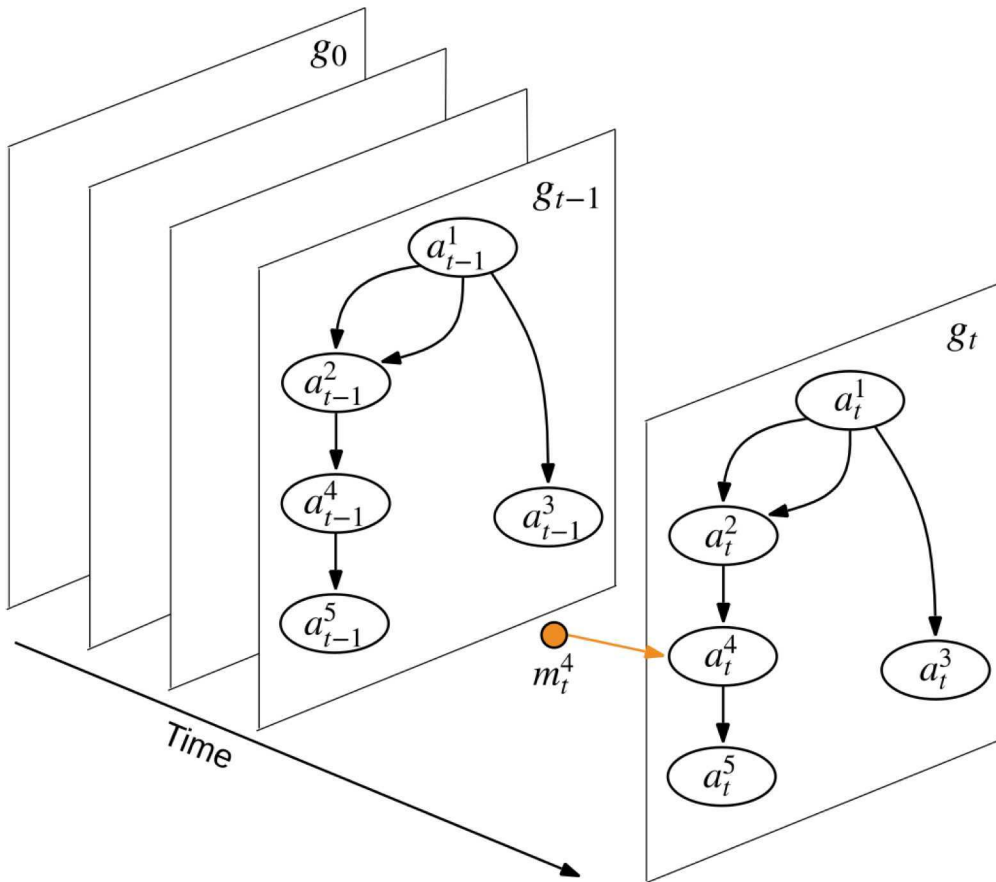 g₀
gₜ₋₁
a¹ₜ₋₁
a²ₜ₋₁
a⁴ₜ₋₁
a³ₜ₋₁
a⁵ₜ₋₁
gₜ
a¹ₜ
a²ₜ
a⁴ₜ
a³ₜ
a⁵ₜ
m⁴ₜ
Time